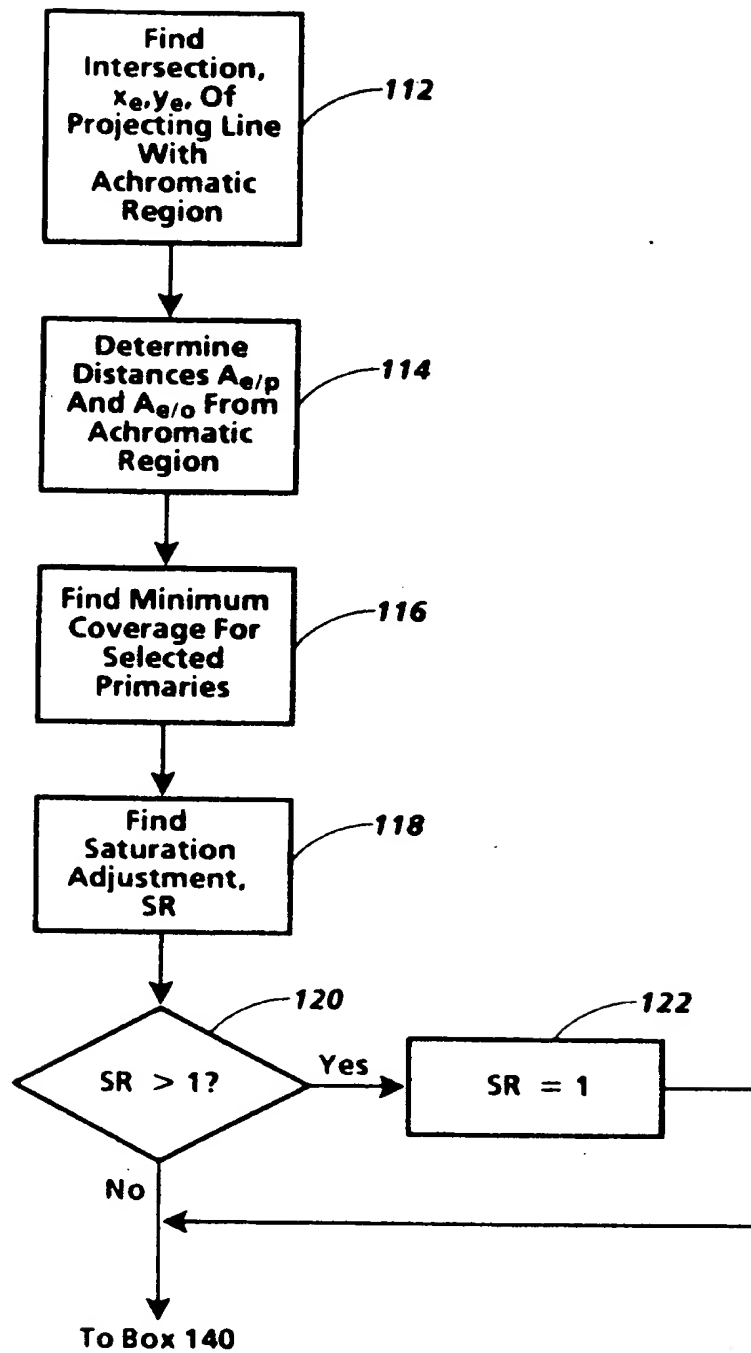 Find
Intersection,
xe,ye, Of
Projecting Line
With
Achromatic
Region
112
Determine
Distances Ae/p
And Ae/o From
Achromatic
Region
114
Find Minimum
Coverage For
Selected
Primaries
116
Find
Saturation
Adjustment,
SR
118
120
SR > 1?
Yes
122
SR = 1
No
To Box 140